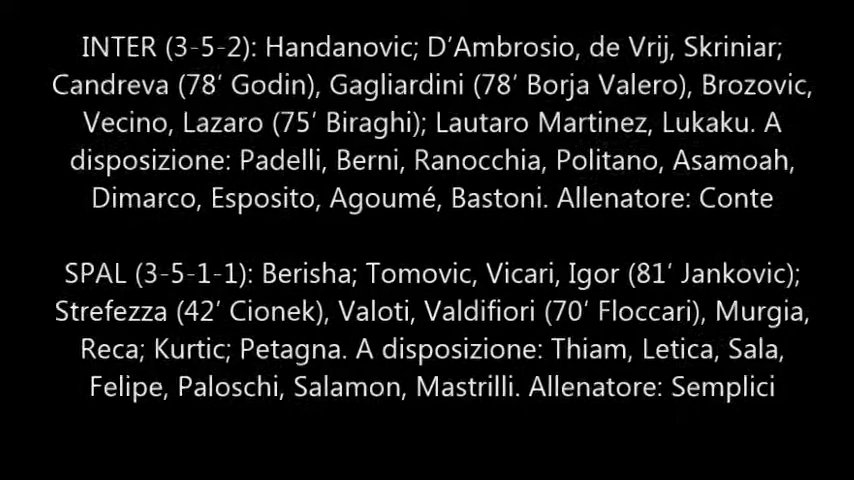 INTER (3-5-2): Handanovic; D'Ambrosio, de Vrij, Skriniar;
Candreva (78' Godin), Gagliardini (78' Borja Valero), Brozovic,
Vecino, Lazaro (75' Biraghi); Lautaro Martinez, Lukaku. A
disposizione: Padelli, Berni, Ranocchia, Politano, Asamoah,
Dimarco, Esposito, Agoumé, Bastoni. Allenatore: Conte
SPAL (3-5-1-1): Berisha; Tomovic, Vicari, Igor (81' Jankovic);
Strefezza (42' Cionek), Valoti, Valdifiori (70' Floccari), Murgia,
Reca; Kurtic; Petagna. A disposizione: Thiam, Letica, Sala,
Felipe, Paloschi, Salamon, Mastrilli. Allenatore: Semplici